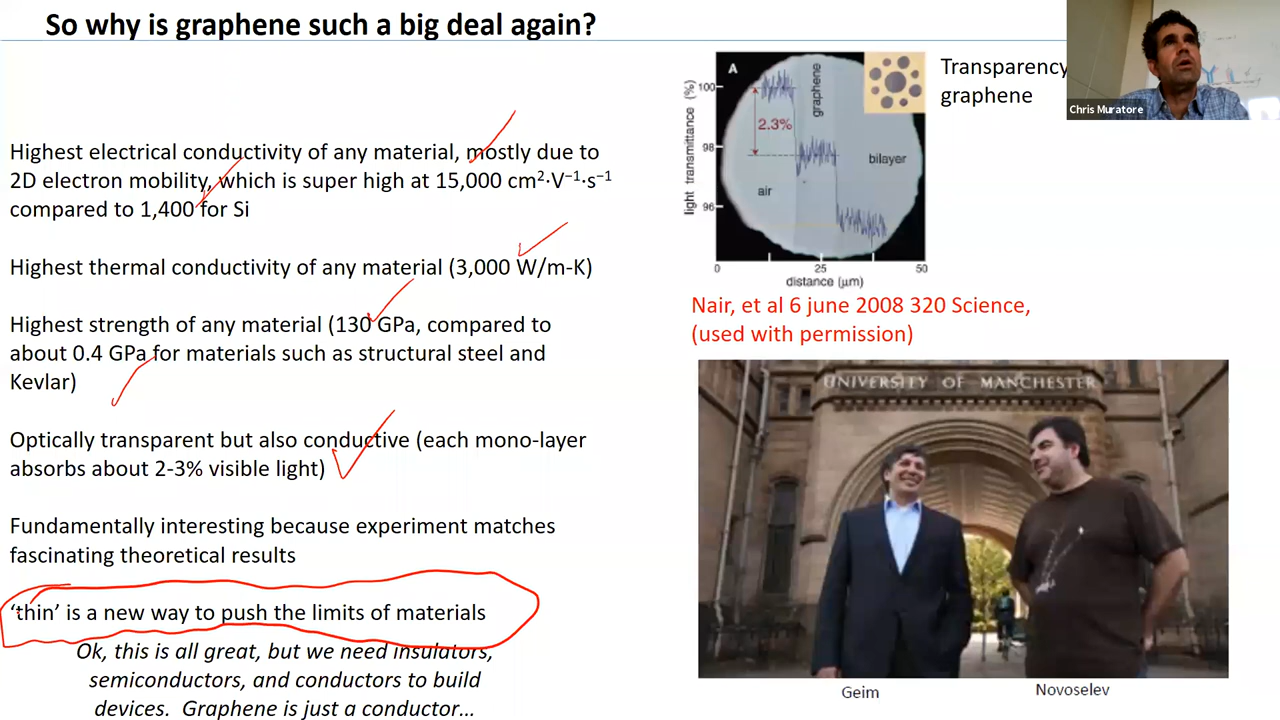 So why is graphene such a big deal again?
Highest electrical conductivity of any material, mostly due to
2D electron mobility, which is super high at 15,000 cm²·V⁻¹·s⁻¹
compared to 1,400 for Si
Highest thermal conductivity of any material (3,000 W/m-K)
Highest strength of any material (130 GPa, compared to
about 0.4 GPa for materials such as structural steel and
Kevlar)
Optically transparent but also conductive (each mono-layer
absorbs about 2-3% visible light)
Fundamentally interesting because experiment matches
fascinating theoretical results
‘thin’ is a new way to push the limits of materials
Ok, this is all great, but we need insulators,
semiconductors, and conductors to build
devices. Graphene is just a conductor…
A
light transmittance (%)
100
98
96
2.3%
graphene
air
bilayer
0
25
50
distance (μm)
Transparency
graphene
Chris Muratore
Nair, et al 6 june 2008 320 Science,
(used with permission)
UNIVERSITY OF MANCHESTER
Geim
Novoselev